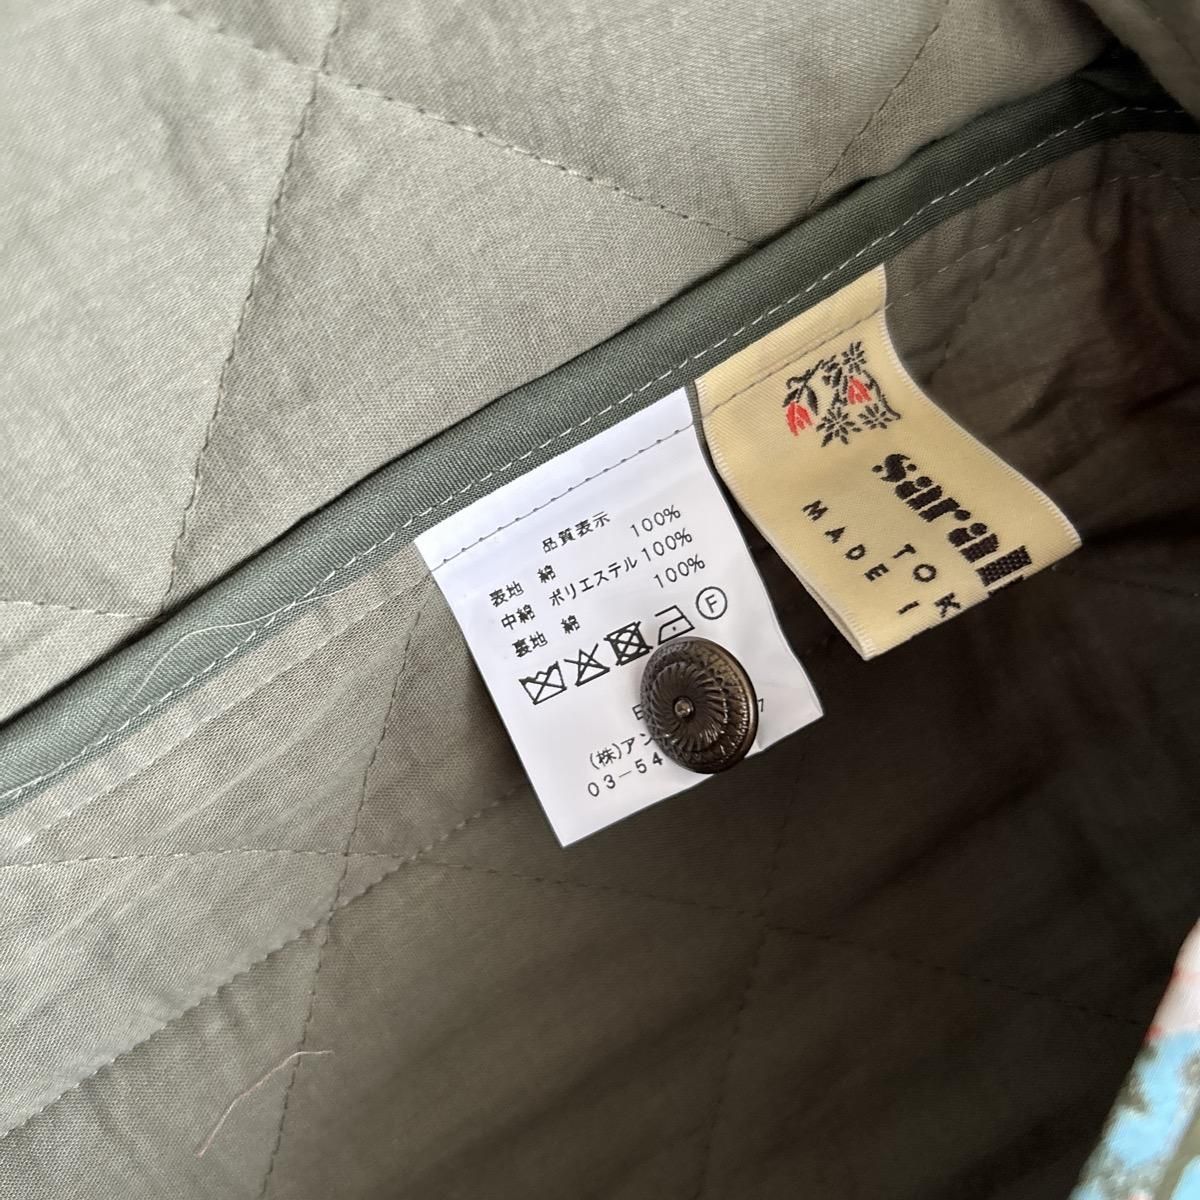 品質表示
表地 綿 100%
中綿 ポリエステル 100%
裏地 綿 100%
F
(株)アン
03-54
MADE
TOK